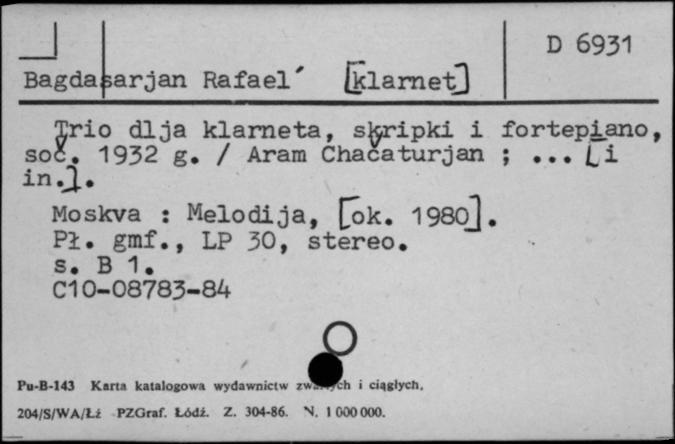 D 6931
Bagdasarjan Rafael´ [klarnet]
Trio dlja klarneta, skripki i fortepiano,
soč. 1932 g. / Aram Chačaturjan ; ... [i
in.].
Moskva : Melodija, [ok. 1980].
Pł. gmf., LP 30, stereo.
s. B 1.
C10-08783-84
Pu-B-143 Karta katalogowa wydawnictw zwartych i ciągłych.
204/S/WA/Łź PZGraf. Łódź. Z. 304-86. N. 1 000 000.